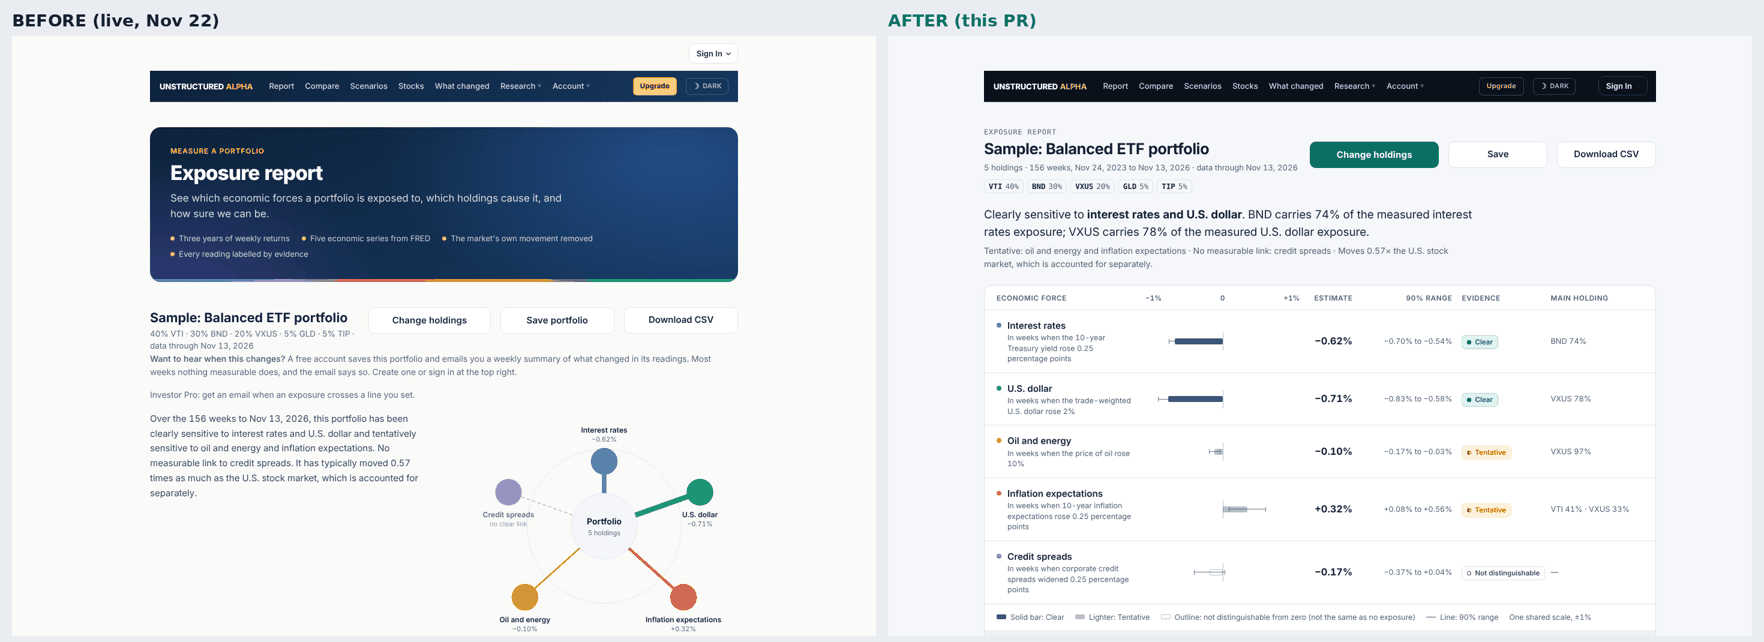 BEFORE (live, Nov 22)
Sign In
UNSTRUCTURED ALPHA Report Compare Scenarios Stocks What changed Research Account Upgrade DARK
MEASURE A PORTFOLIO
Exposure report
See which economic forces a portfolio is exposed to, which holdings cause it, and
how sure we can be.
Three years of weekly returns Five economic series from FRED The market's own movement removed
Every reading labelled by evidence
Sample: Balanced ETF portfolio
40% VTI · 30% BND · 20% VXUS · 5% GLD · 5% TIP ·
data through Nov 13, 2026
Change holdings Save portfolio Download CSV
Want to hear when this changes? A free account saves this portfolio and emails you a weekly summary of what changed in its readings. Most
weeks nothing measurable does, and the email says so. Create one or sign in at the top right.
Investor Pro: get an email when an exposure crosses a line you set.
Over the 156 weeks to Nov 13, 2026, this portfolio has been
clearly sensitive to interest rates and U.S. dollar and tentatively
sensitive to oil and energy and inflation expectations. No
measurable link to credit spreads. It has typically moved 0.57
times as much as the U.S. stock market, which is accounted for
separately.
Interest rates
−0.62%
Credit spreads
no clear link
U.S. dollar
−0.71%
Portfolio
5 holdings
Oil and energy
−0.10%
Inflation expectations
+0.32%
AFTER (this PR)
UNSTRUCTURED ALPHA Report Compare Scenarios Stocks What changed Research Account Upgrade DARK Sign In
EXPOSURE REPORT
Sample: Balanced ETF portfolio
5 holdings · 156 weeks, Nov 24, 2023 to Nov 13, 2026 · data through Nov 13, 2026
VTI 40% BND 30% VXUS 20% GLD 5% TIP 5%
Change holdings Save Download CSV
Clearly sensitive to interest rates and U.S. dollar. BND carries 74% of the measured interest
rates exposure; VXUS carries 78% of the measured U.S. dollar exposure.
Tentative: oil and energy and inflation expectations · No measurable link: credit spreads · Moves 0.57× the U.S. stock
market, which is accounted for separately.
ECONOMIC FORCE −1% 0 +1% ESTIMATE 90% RANGE EVIDENCE MAIN HOLDING
Interest rates
In weeks when the 10-year
Treasury yield rose 0.25
percentage points
−0.62% −0.70% to −0.54% Clear BND 74%
U.S. dollar
In weeks when the trade-weighted
U.S. dollar rose 2%
−0.71% −0.83% to −0.58% Clear VXUS 78%
Oil and energy
In weeks when the price of oil rose
10%
−0.10% −0.17% to −0.03% Tentative VXUS 97%
Inflation expectations
In weeks when 10-year inflation
expectations rose 0.25 percentage
points
+0.32% +0.08% to +0.56% Tentative VTI 41% · VXUS 33%
Credit spreads
In weeks when corporate credit
spreads widened 0.25 percentage
points
−0.17% −0.37% to +0.04% Not distinguishable —
Solid bar: Clear Lighter: Tentative Outline: not distinguishable from zero (not the same as no exposure) Line: 90% range One shared scale, ±1%